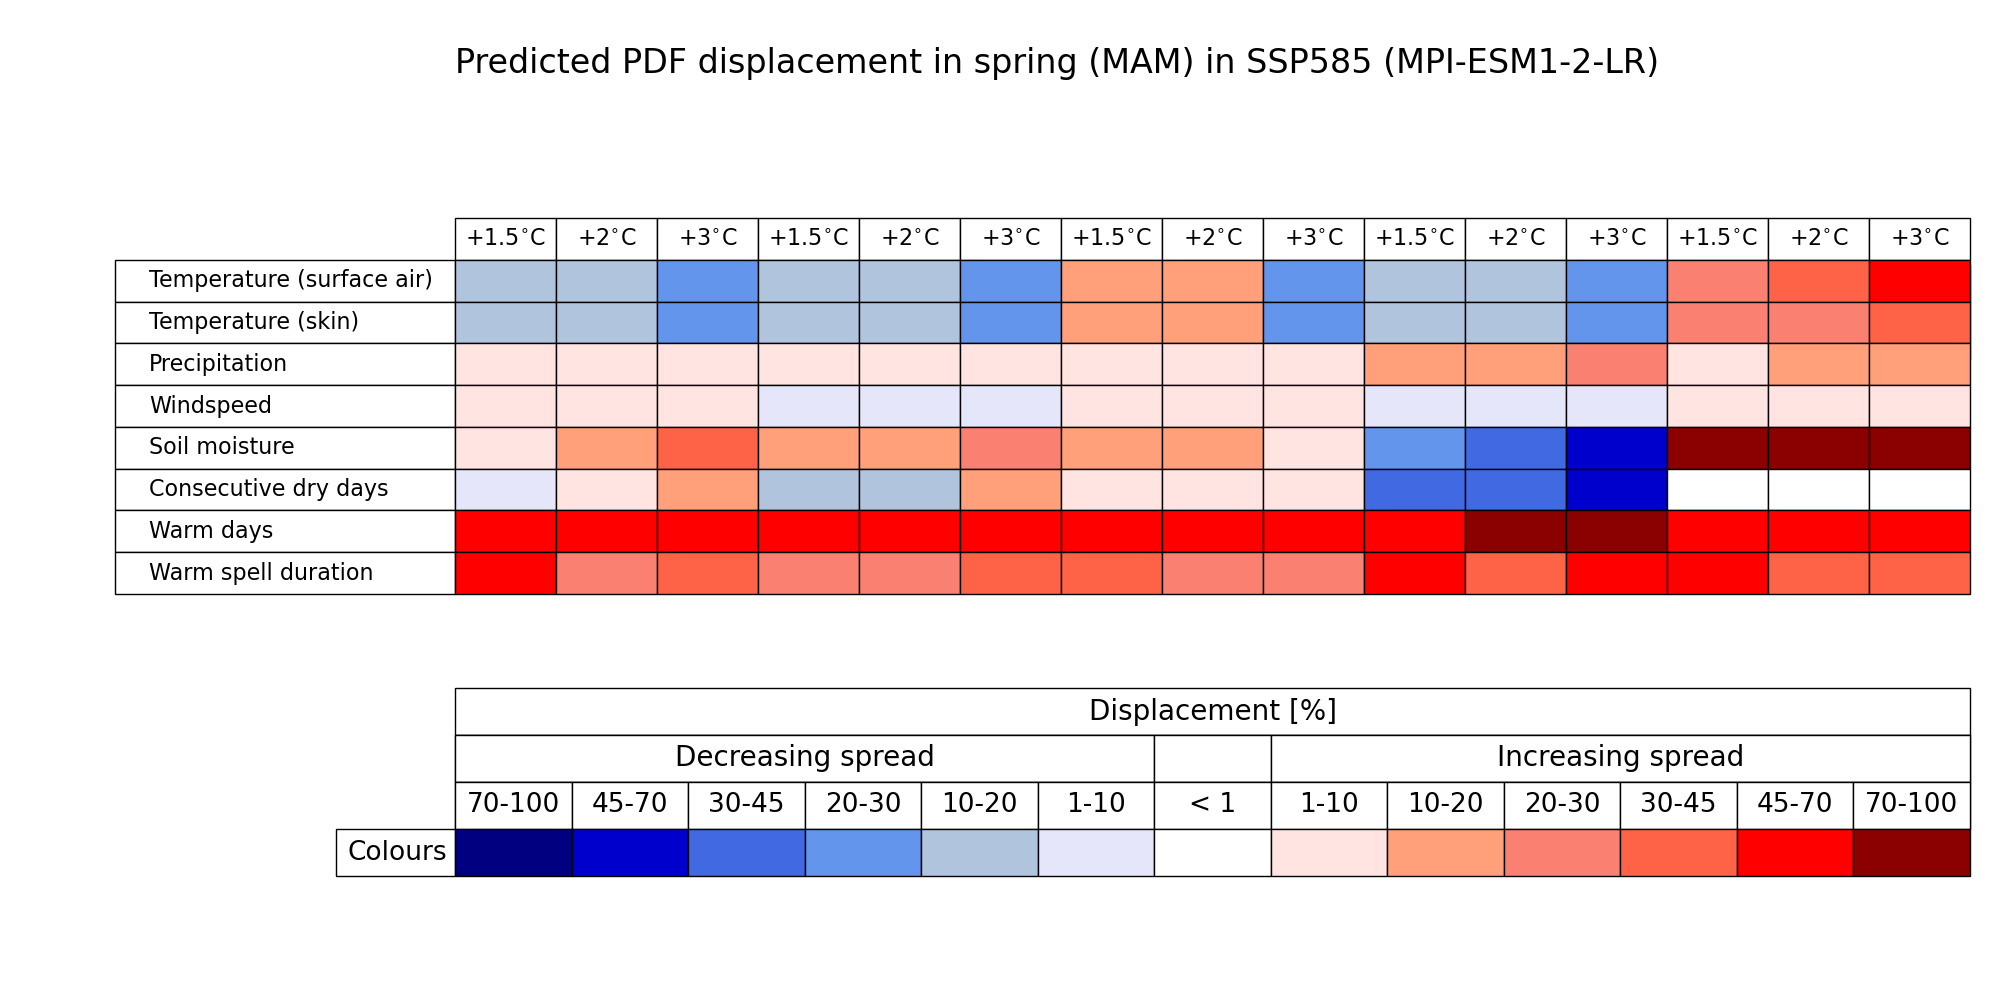 Predicted PDF displacement in spring (MAM) in SSP585 (MPI-ESM1-2-LR)
+1.5°C +2°C +3°C +1.5°C +2°C +3°C +1.5°C +2°C +3°C +1.5°C +2°C +3°C +1.5°C +2°C +3°C
Temperature (surface air)
Temperature (skin)
Precipitation
Windspeed
Soil moisture
Consecutive dry days
Warm days
Warm spell duration
Displacement [%]
Decreasing spread Increasing spread
70-100 45-70 30-45 20-30 10-20 1-10 < 1 1-10 10-20 20-30 30-45 45-70 70-100
Colours